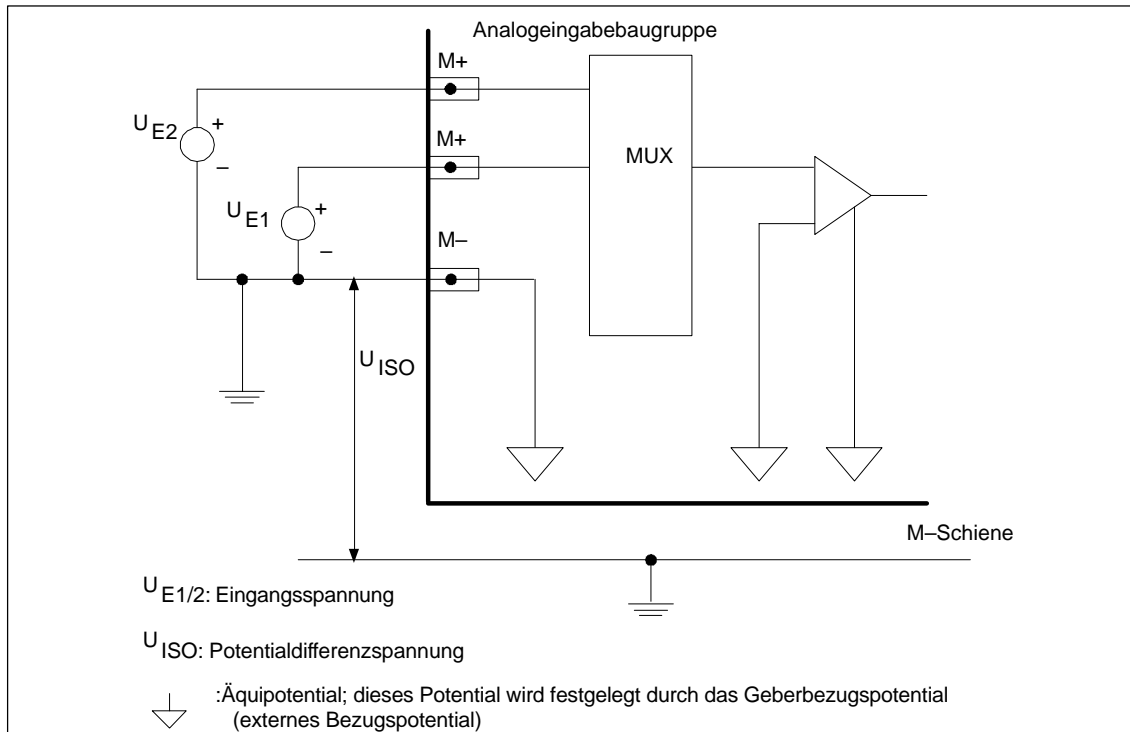 Analogeingabebaugruppe
M+
U E2
+
–
M+
MUX
U E1
+
–
M–
U ISO
M–Schiene
U E1/2: Eingangsspannung
U ISO: Potentialdifferenzspannung
:Äquipotential; dieses Potential wird festgelegt durch das Geberbezugspotential
(externes Bezugspotential)